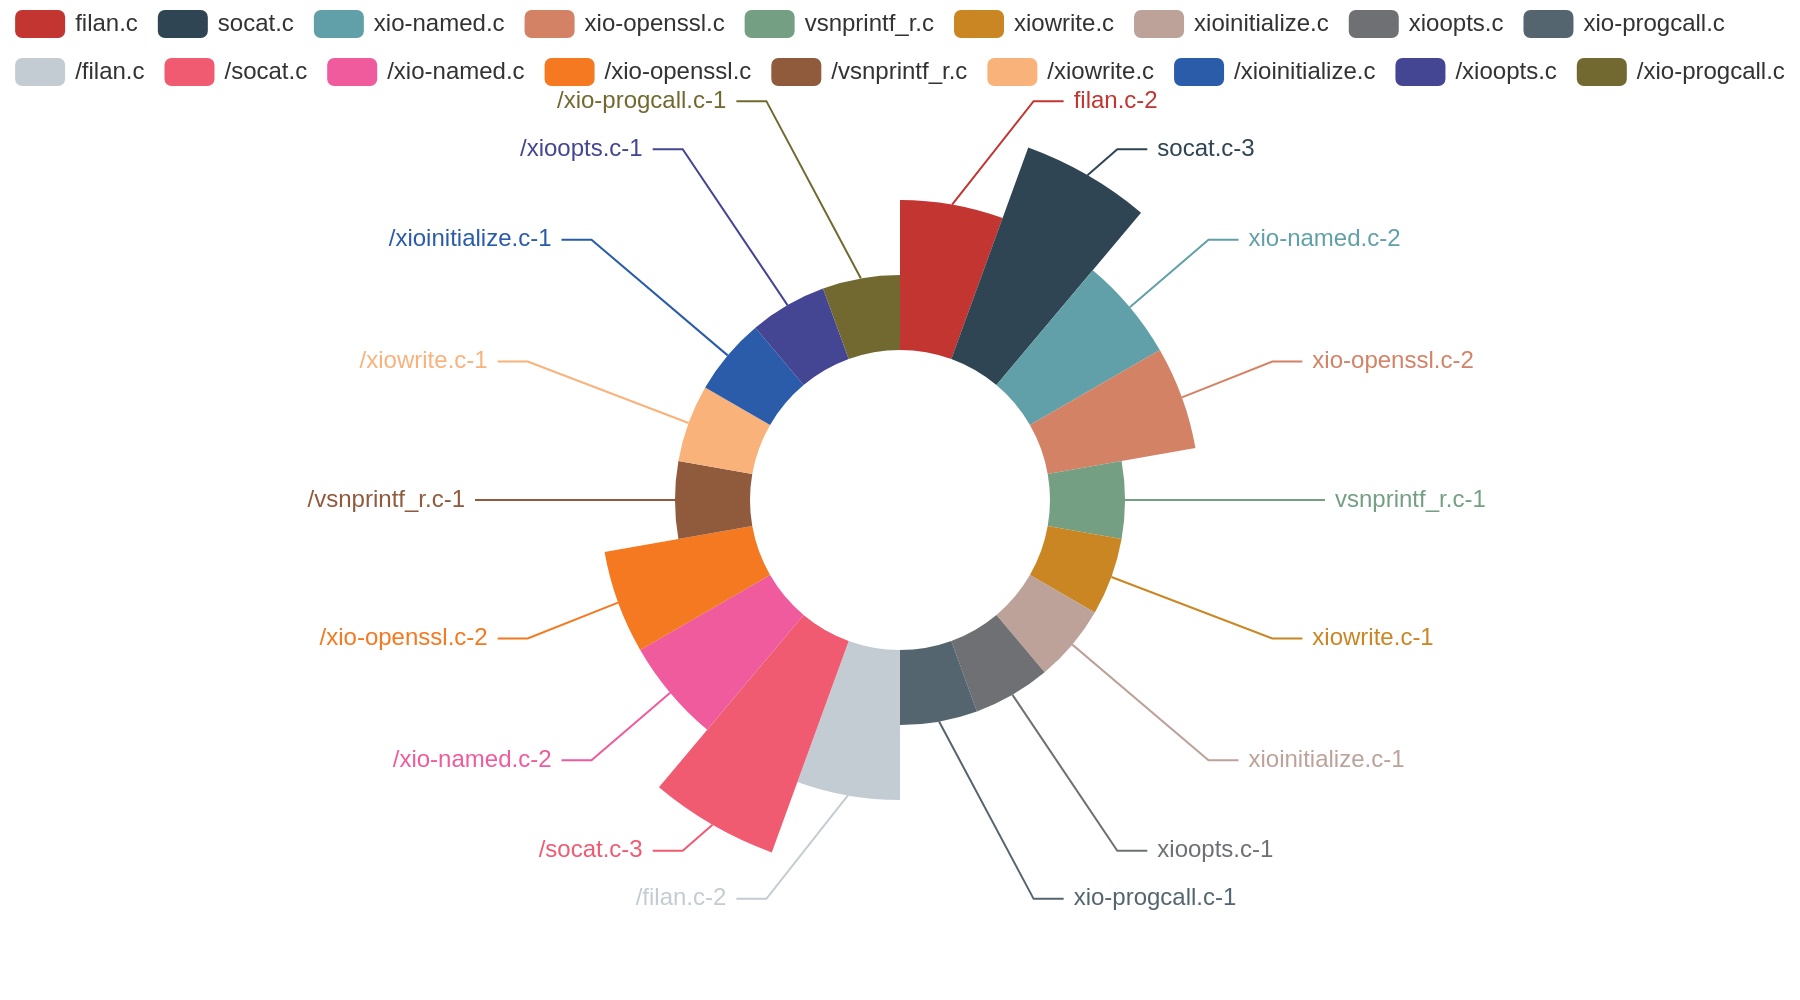 filan.c socat.c xio-named.c xio-openssl.c vsnprintf_r.c xiowrite.c xioinitialize.c xioopts.c xio-progcall.c
/filan.c /socat.c /xio-named.c /xio-openssl.c /vsnprintf_r.c /xiowrite.c /xioinitialize.c /xioopts.c /xio-progcall.c
/xio-progcall.c-1 filan.c-2
/xioopts.c-1 socat.c-3
/xioinitialize.c-1 xio-named.c-2
/xiowrite.c-1 xio-openssl.c-2
/vsnprintf_r.c-1 vsnprintf_r.c-1
/xio-openssl.c-2 xiowrite.c-1
/xio-named.c-2 xioinitialize.c-1
/socat.c-3 xioopts.c-1
/filan.c-2 xio-progcall.c-1